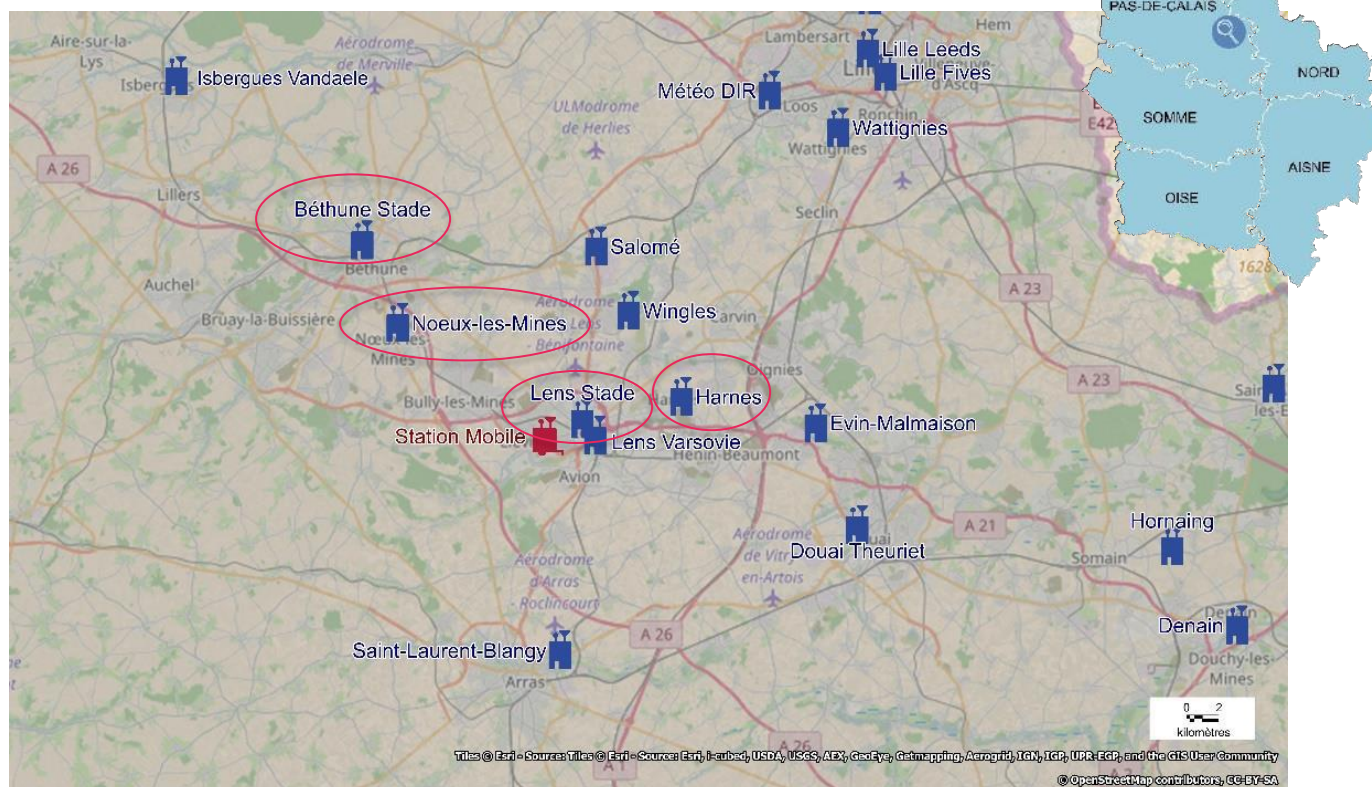 PAS-DE-CALAIS
NORD
SOMME
AISNE
OISE
Aire-sur-la-
Lys
Aérodrome
de Merville
Isbergues Vandaele
Lambersart
Hem
Lille Leeds
Lille Fives
d'Ascq
Météo DIR
Loos
Ronchin
ULModrome
de Herlies
Wattignies
Wattignies
A 26
Lillers
Béthune Stade
Seclin
Béthune
Salomé
1628
Auchel
A 23
Bruay-la-Buissière
Noeux-les-Mines
Nœux-les-
Mines
Aérodrome
Lens
- Bénifontaine
Wingles
Carvin
Oignies
A 23
Lens Stade
Harnes
Bully-les-Mines
Station Mobile
Lens Varsovie
Evin-Malmaison
Hénin-Beaumont
Avion
A 21
Hornaing
Douai Theuriet
Aérodrome
de Vitry-
en-Artois
Somain
Aérodrome
d'Arras
- Roclincourt
A 26
Saint-Laurent-Blangy
Arras
Denain
Douchy-les-
Mines
0 2
kilomètres
A 26
A 1
Tiles © Esri - Source: Tiles © Esri - Source: Esri, i-cubed, USDA, USGS, AEX, GeoEye, Getmapping, Aerogrid, IGN, IGP, UPR-EGP, and the GIS User Community
© OpenStreetMap contributors, CC-BY-SA